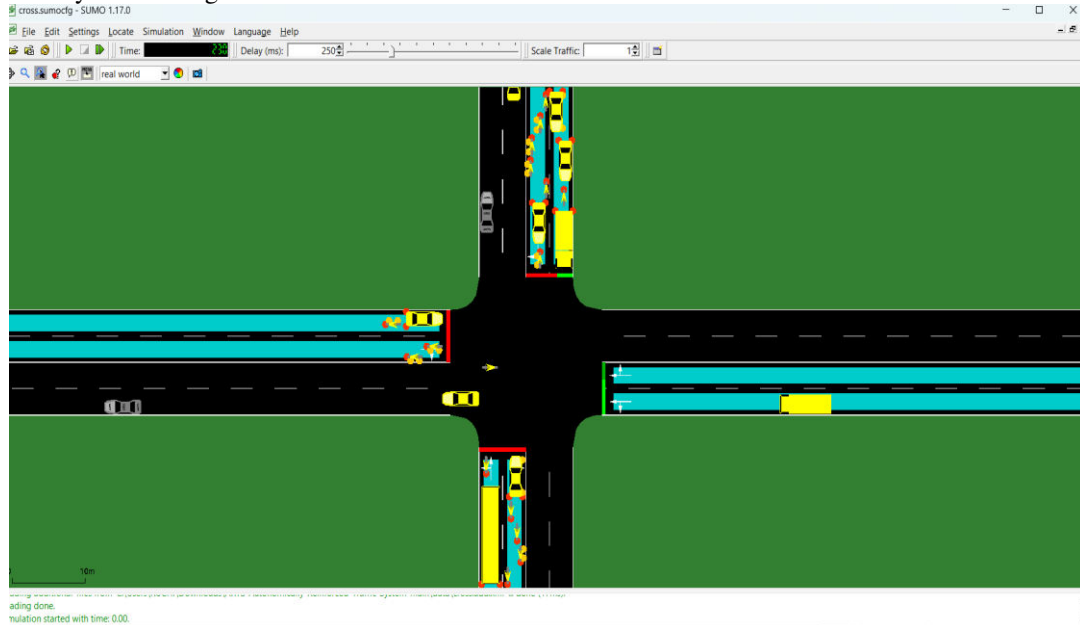 cross.sumocfg - SUMO 1.17.0
File Edit Settings Locate Simulation Window Language Help
Time: Delay (ms): 250 Scale Traffic: 1
real world
10m
ading done.
mulation started with time: 0.00.